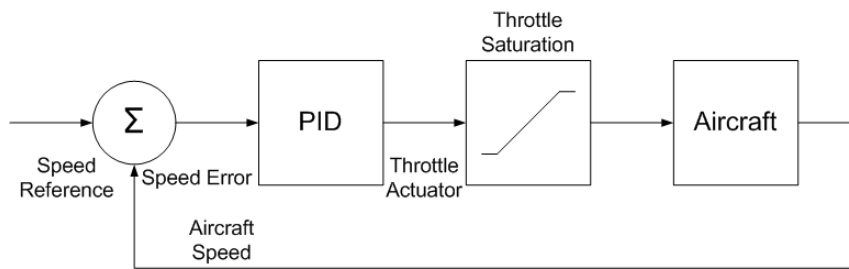 Throttle
Saturation
Σ
PID
Aircraft
Speed
Reference
Speed Error
Throttle
Actuator
Aircraft
Speed